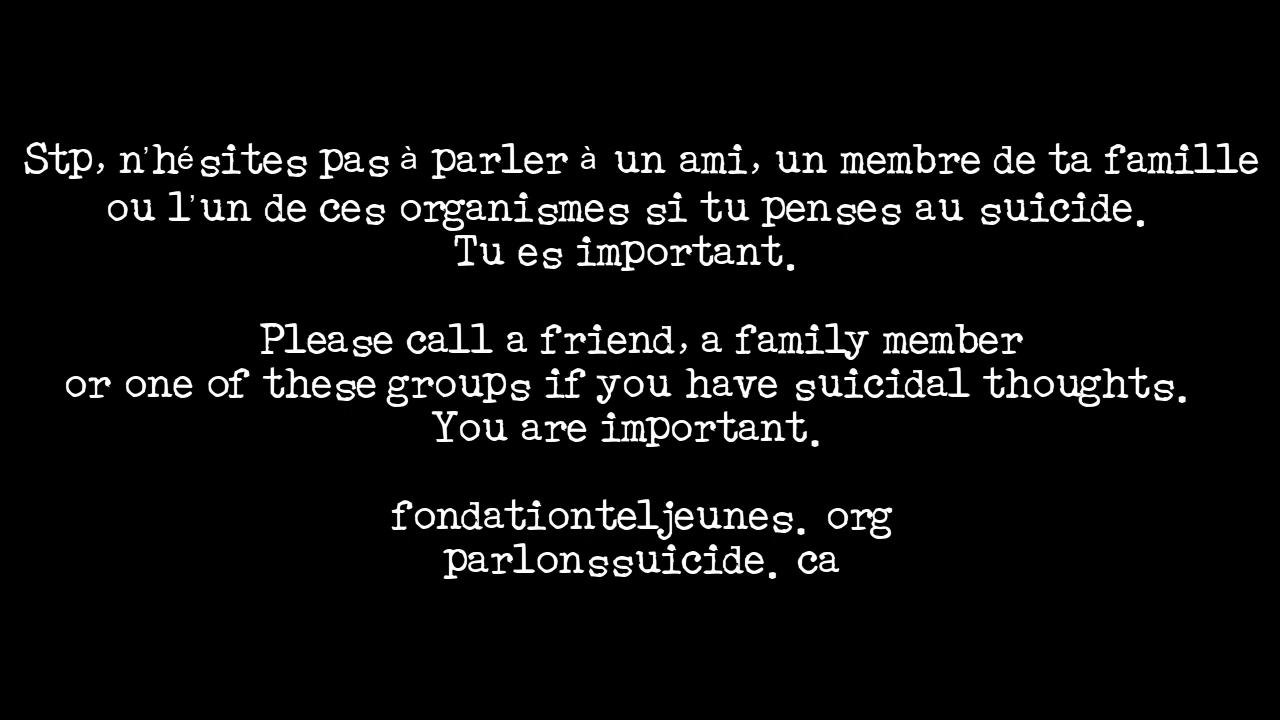 Stp, n'hésites pas à parler à un ami, un membre de ta famille
ou l'un de ces organismes si tu penses au suicide.
Tu es important.
Please call a friend, a family member
or one of these groups if you have suicidal thoughts.
You are important.
fondationteljeunes. org
parlonssuicide. ca